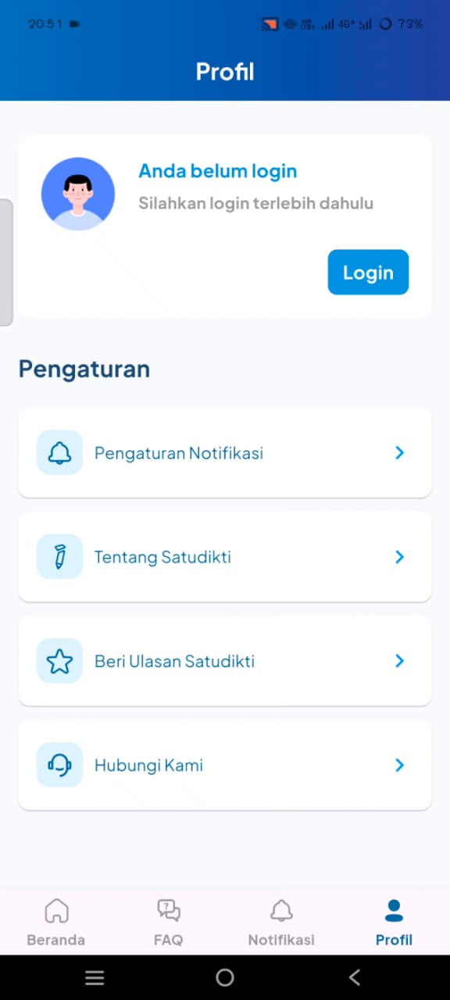 20:51
VoLTE1 4G+ 73%
Profil
Anda belum login
Silahkan login terlebih dahulu
Login
Pengaturan
Pengaturan Notifikasi
Tentang Satudikti
Beri Ulasan Satudikti
Hubungi Kami
Beranda FAQ Notifikasi Profil